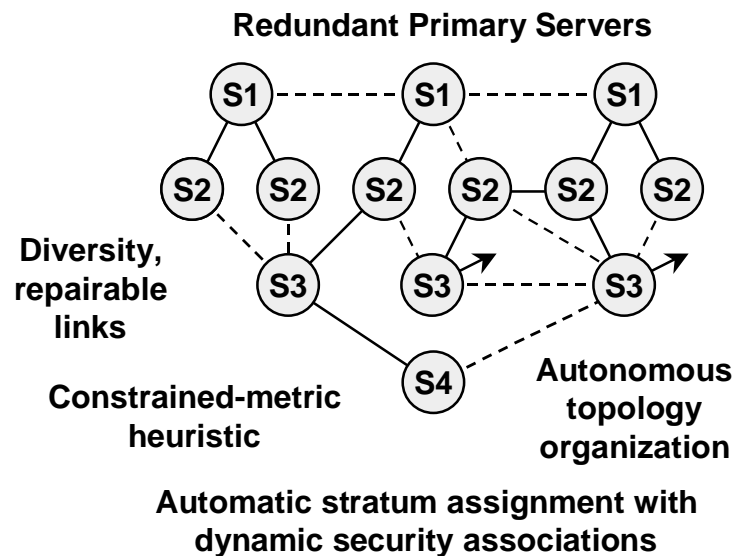 Redundant Primary Servers
S1 S1 S1
S2 S2 S2 S2 S2 S2
Diversity,
repairable
links
S3 S3 S3
S4
Constrained-metric
heuristic
Autonomous
topology
organization
Automatic stratum assignment with
dynamic security associations